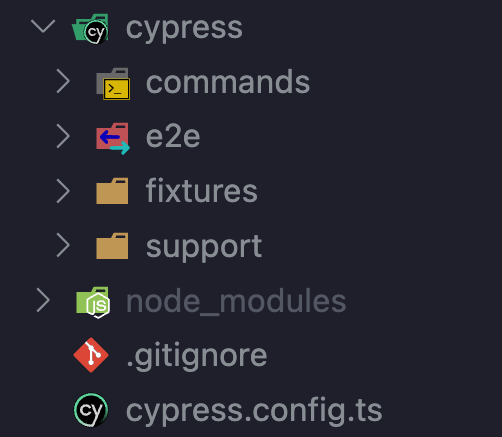 cypress
commands
e2e
fixtures
support
node_modules
.gitignore
cypress.config.ts